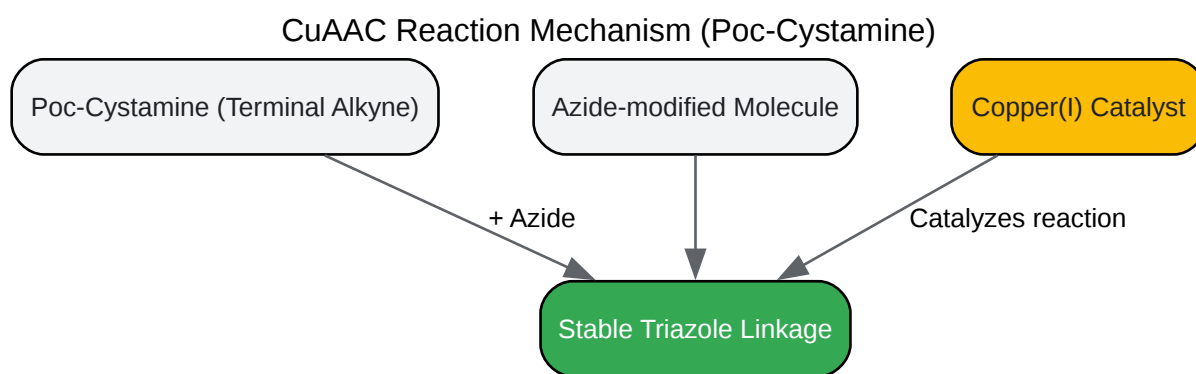 CuAAC Reaction Mechanism (Poc-Cystamine)
Poc-Cystamine (Terminal Alkyne)
Azide-modified Molecule
Copper(I) Catalyst
+ Azide
Catalyzes reaction
Stable Triazole Linkage